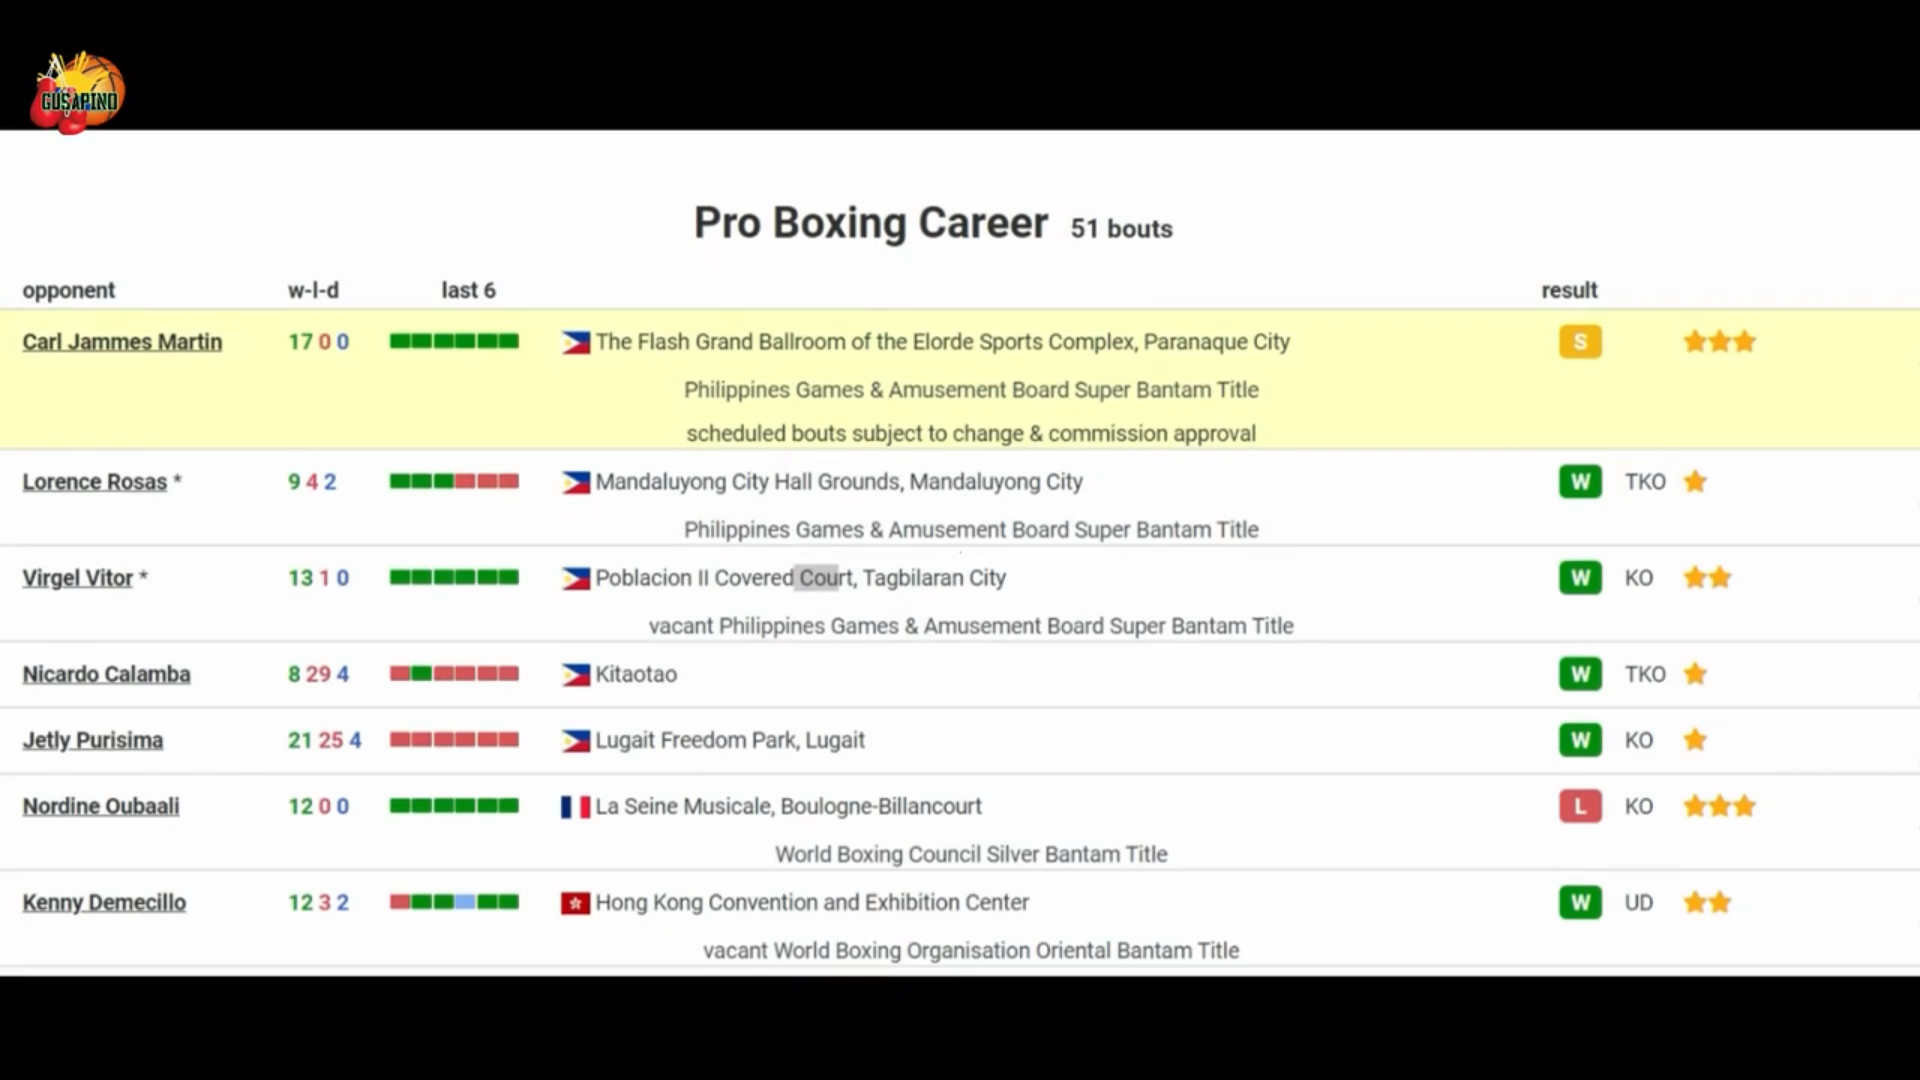 GUSAPINO
Pro Boxing Career 51 bouts
opponent w-l-d last 6 result
Carl Jammes Martin 17 0 0 The Flash Grand Ballroom of the Elorde Sports Complex, Paranaque City S
Philippines Games & Amusement Board Super Bantam Title
scheduled bouts subject to change & commission approval
Lorence Rosas * 9 4 2 Mandaluyong City Hall Grounds, Mandaluyong City W TKO
Philippines Games & Amusement Board Super Bantam Title
Virgel Vitor * 13 1 0 Poblacion II Covered Court, Tagbilaran City W KO
vacant Philippines Games & Amusement Board Super Bantam Title
Nicardo Calamba 8 29 4 Kitaotao W TKO
Jetly Purisima 21 25 4 Lugait Freedom Park, Lugait W KO
Nordine Oubaali 12 0 0 La Seine Musicale, Boulogne-Billancourt L KO
World Boxing Council Silver Bantam Title
Kenny Demecillo 12 3 2 Hong Kong Convention and Exhibition Center W UD
vacant World Boxing Organisation Oriental Bantam Title